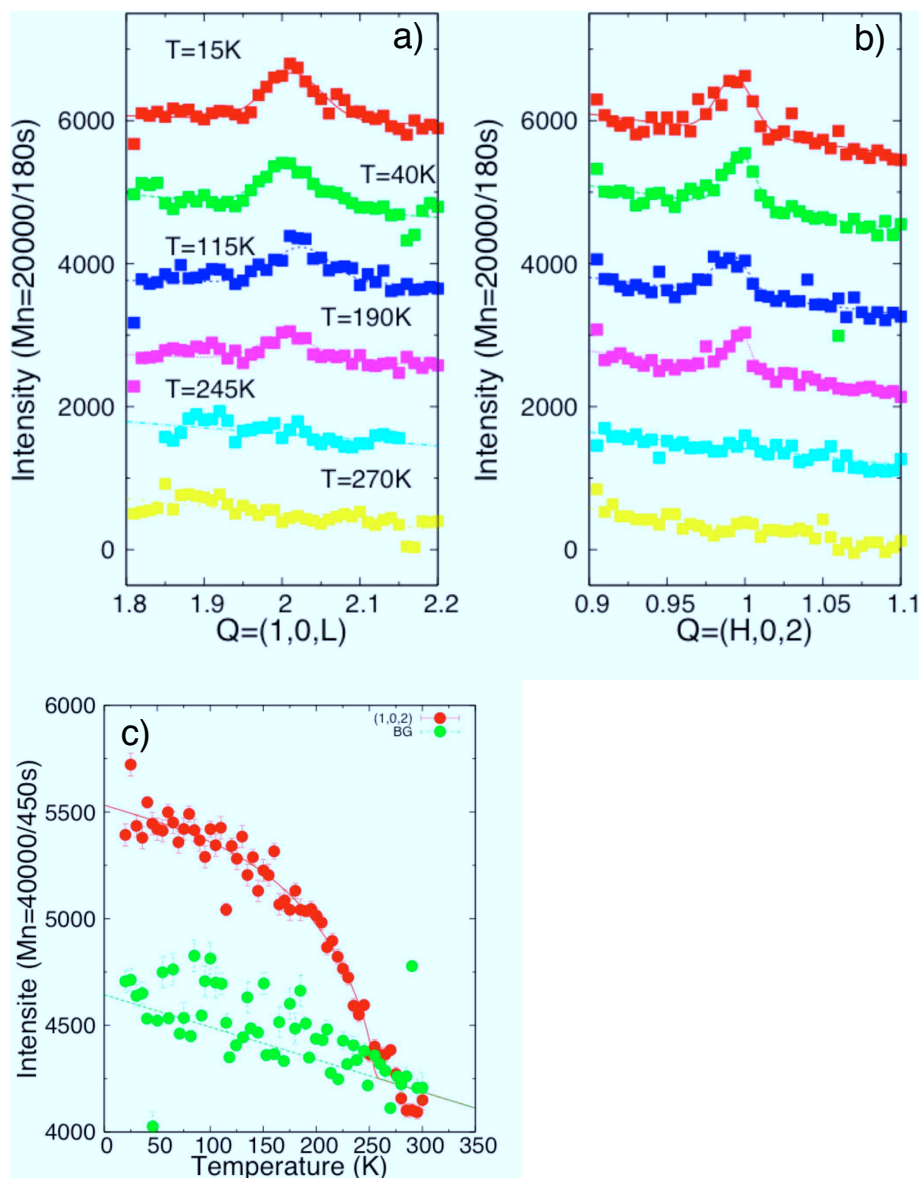 a)
T=15K
T=40K
T=115K
T=190K
T=245K
T=270K
Intensity (Mn=20000/180s)
6000
4000
2000
0
1.8 1.9 2 2.1 2.2
Q=(1,0,L)
b)
Intensity (Mn=20000/180s)
6000
4000
2000
0
0.9 0.95 1 1.05 1.1
Q=(H,0,2)
c)
(1,0,2)
BG
Intensite (Mn=40000/450s)
6000
5500
5000
4500
4000
0 50 100 150 200 250 300 350
Temperature (K)